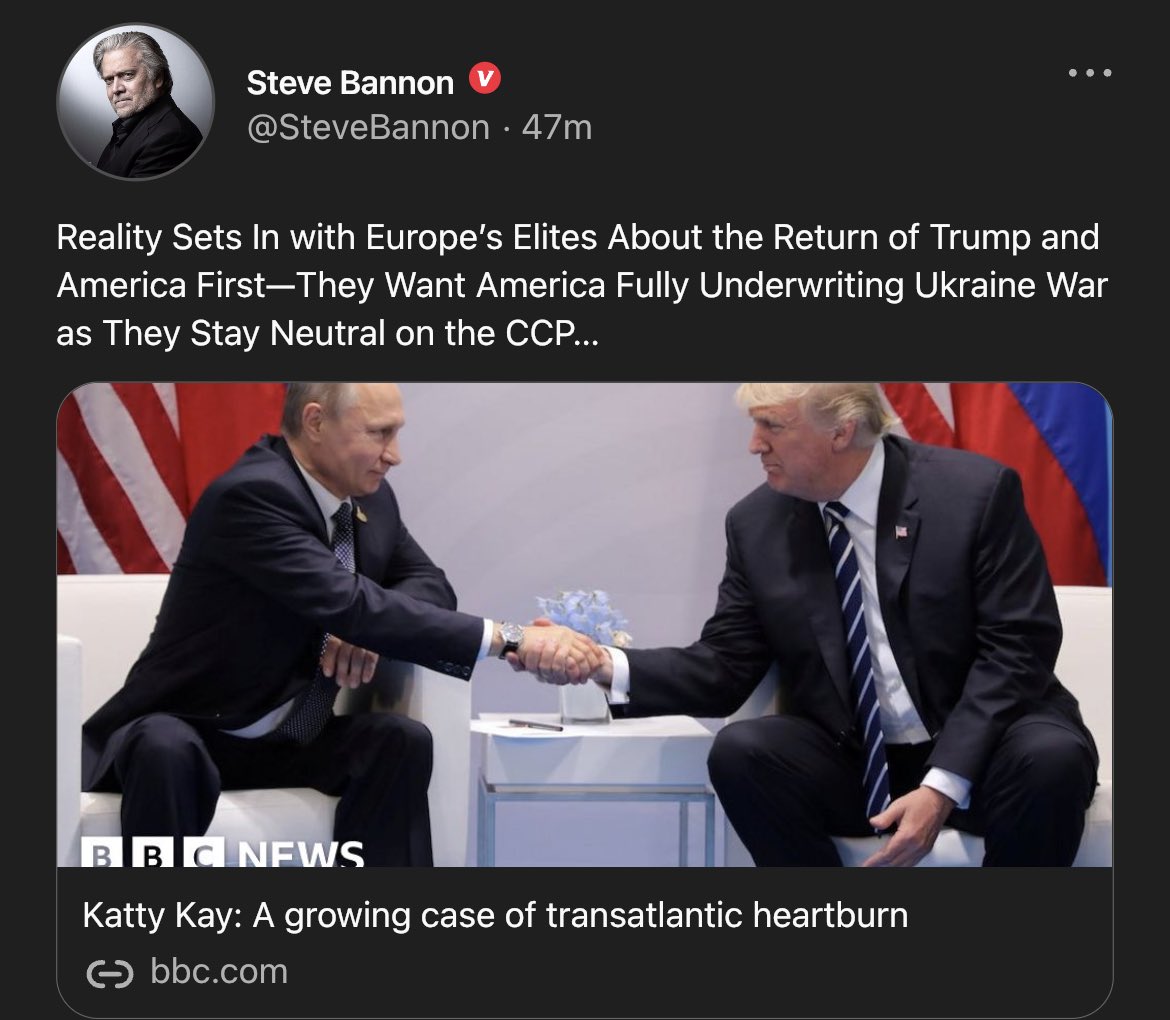 Steve Bannon
@SteveBannon · 47m
Reality Sets In with Europe’s Elites About the Return of Trump and
America First—They Want America Fully Underwriting Ukraine War
as They Stay Neutral on the CCP...
BBC NEWS
Katty Kay: A growing case of transatlantic heartburn
bbc.com